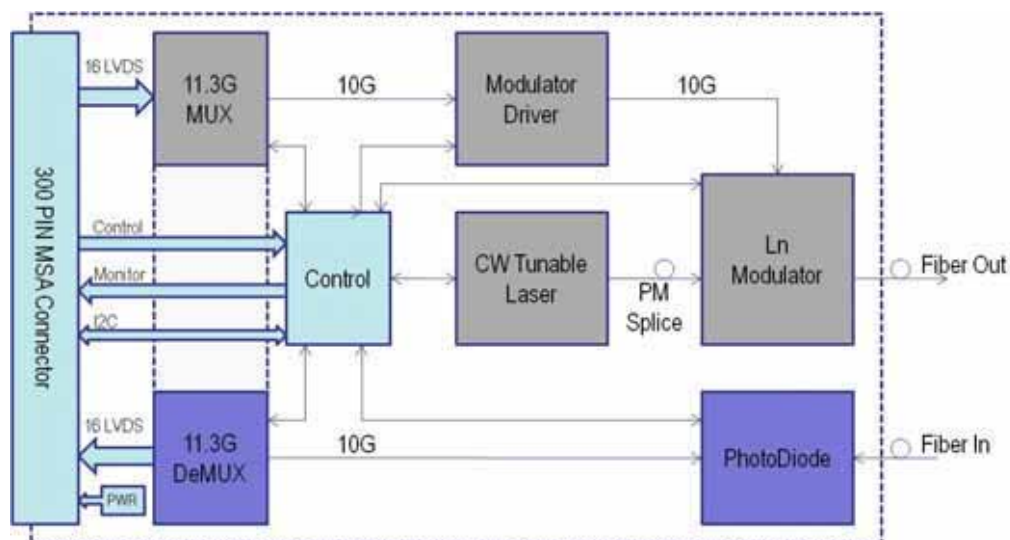 300 PIN MSA Connector
16 LVDS
11.3G
MUX
10G
Modulator
Driver
10G
Control
Monitor
I2C
Control
CW Tunable
Laser
PM
Splice
Ln
Modulator
Fiber Out
16 LVDS
11.3G
DeMUX
10G
PhotoDiode
Fiber In
PWR